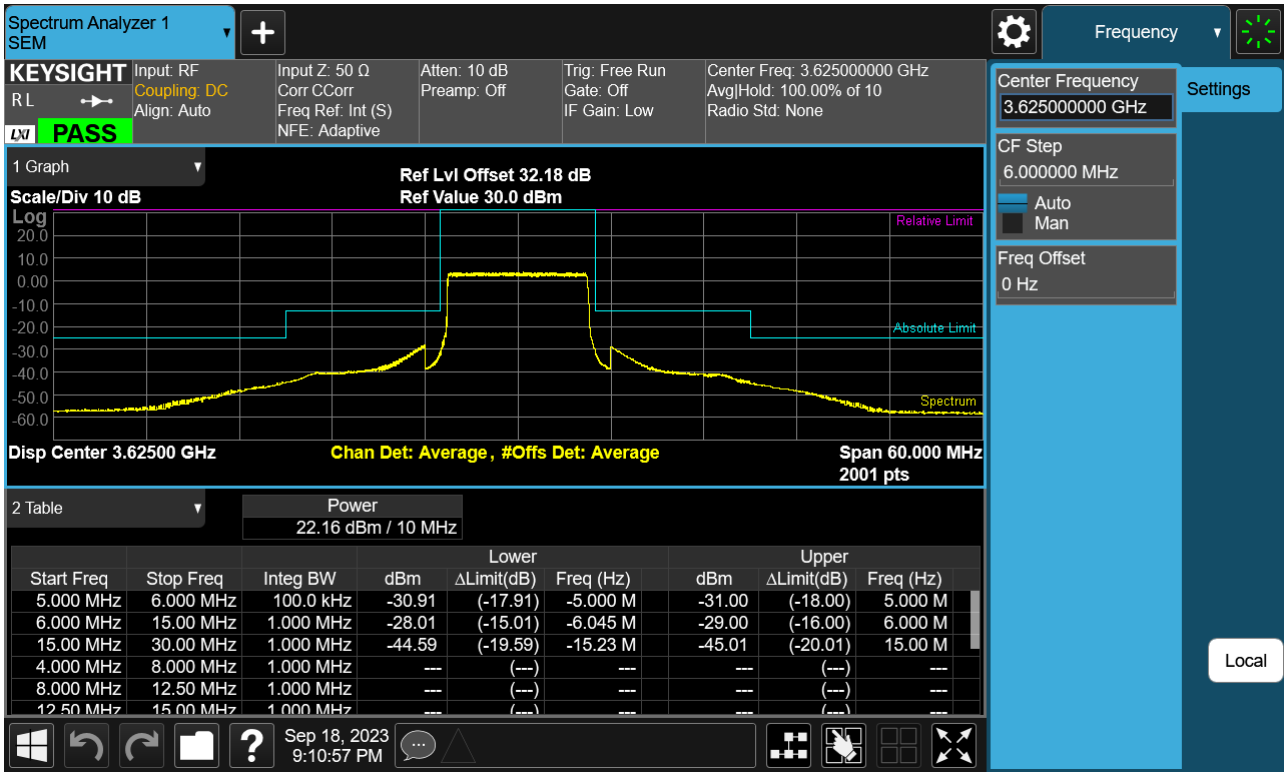 Spectrum Analyzer 1
SEM
Frequency
KEYSIGHT
RL
LXI PASS
Input: RF
Coupling: DC
Align: Auto
Input Z: 50 Ω
Corr CCorr
Freq Ref: Int (S)
NFE: Adaptive
Atten: 10 dB
Preamp: Off
Trig: Free Run
Gate: Off
IF Gain: Low
Center Freq: 3.625000000 GHz
Avg|Hold: 100.00% of 10
Radio Std: None
Center Frequency
3.625000000 GHz
Settings
CF Step
6.000000 MHz
Auto
Man
Freq Offset
0 Hz
Local
1 Graph
Scale/Div 10 dB
Ref Lvl Offset 32.18 dB
Ref Value 30.0 dBm
Log
20.0
10.0
0.00
-10.0
-20.0
-30.0
-40.0
-50.0
-60.0
Relative Limit
Absolute Limit
Spectrum
Disp Center 3.62500 GHz
Chan Det: Average , #Offs Det: Average
Span 60.000 MHz
2001 pts
2 Table
Power
22.16 dBm / 10 MHz
Lower Upper
Start Freq Stop Freq Integ BW dBm ΔLimit(dB) Freq (Hz) dBm ΔLimit(dB) Freq (Hz)
5.000 MHz 6.000 MHz 100.0 kHz -30.91 (-17.91) -5.000 M -31.00 (-18.00) 5.000 M
6.000 MHz 15.00 MHz 1.000 MHz -28.01 (-15.01) -6.045 M -29.00 (-16.00) 6.000 M
15.00 MHz 30.00 MHz 1.000 MHz -44.59 (-19.59) -15.23 M -45.01 (-20.01) 15.00 M
4.000 MHz 8.000 MHz 1.000 MHz --- (---) --- --- (---) ---
8.000 MHz 12.50 MHz 1.000 MHz --- (---) --- --- (---) ---
12.50 MHz 15.00 MHz 1.000 MHz --- (---) --- --- (---) ---
?
Sep 18, 2023
9:10:57 PM